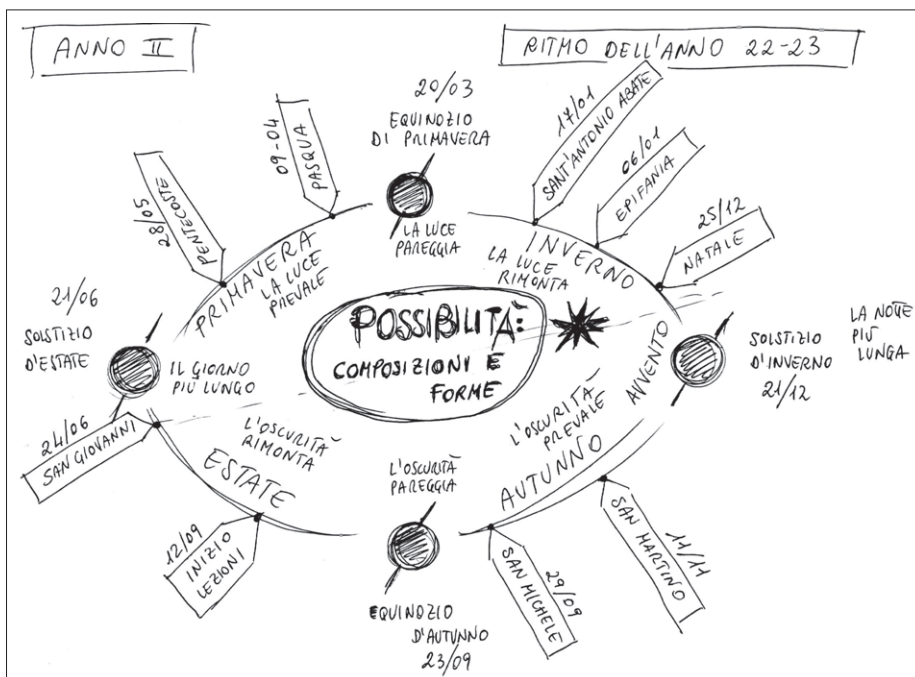 ANNO II
RITMO DELL'ANNO 22-23
20/03
EQUINOZIO
DI PRIMAVERA
LA LUCE
PAREGGIA
17/01
SANT'ANTONIO ABATE
06/01
EPIFANIA
25/12
NATALE
INVERNO
LA LUCE
RIMONTA
09-04
PASQUA
28/05
PENTECOSTE
PRIMAVERA
LA LUCE
PREVALE
21/06
SOLSTIZIO
D'ESTATE
IL GIORNO
PIÙ LUNGO
POSSIBILITÀ:
COMPOSIZIONI E
FORME
SOLSTIZIO
D'INVERNO
21/12
LA NOTTE
PIÙ
LUNGA
AVVENTO
L'OSCURITÀ
PREVALE
AUTUNNO
24/06
SAN GIOVANNI
L'OSCURITÀ
RIMONTA
ESTATE
12/09
INIZIO
LEZIONI
L'OSCURITÀ
PAREGGIA
EQUINOZIO
D'AUTUNNO
23/09
29/09
SAN MICHELE
11/11
SAN MARTINO